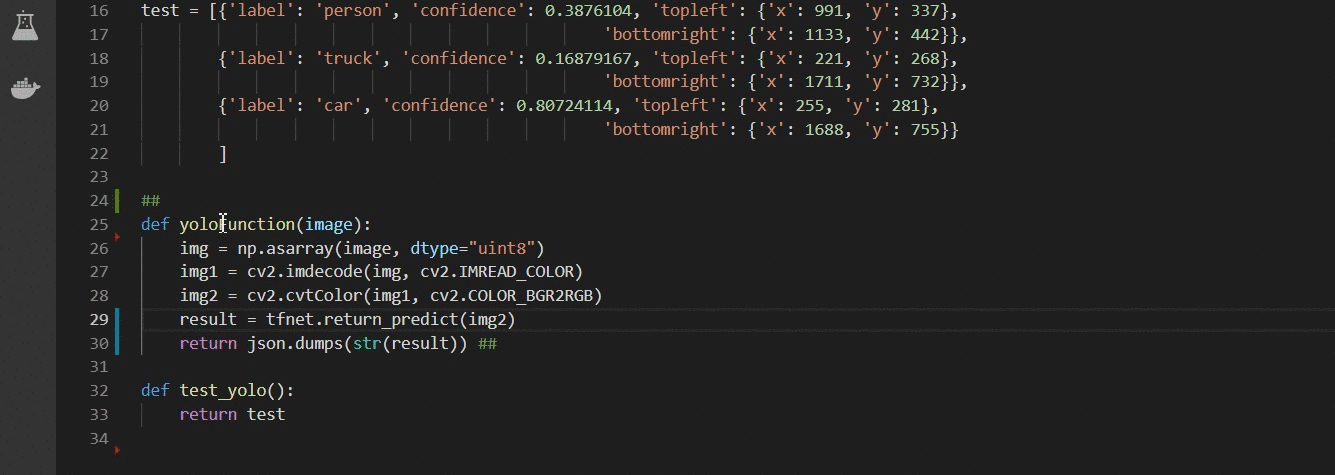 16 test = [{'label': 'person', 'confidence': 0.3876104, 'topleft': {'x': 991, 'y': 337},
17 'bottomright': {'x': 1133, 'y': 442}},
18 {'label': 'truck', 'confidence': 0.16879167, 'topleft': {'x': 221, 'y': 268},
19 'bottomright': {'x': 1711, 'y': 732}},
20 {'label': 'car', 'confidence': 0.80724114, 'topleft': {'x': 255, 'y': 281},
21 'bottomright': {'x': 1688, 'y': 755}}
22 ]
23
24 ##
25 def yolofunction(image):
26 img = np.asarray(image, dtype="uint8")
27 img1 = cv2.imdecode(img, cv2.IMREAD_COLOR)
28 img2 = cv2.cvtColor(img1, cv2.COLOR_BGR2RGB)
29 result = tfnet.return_predict(img2)
30 return json.dumps(str(result)) ##
31
32 def test_yolo():
33 return test
34